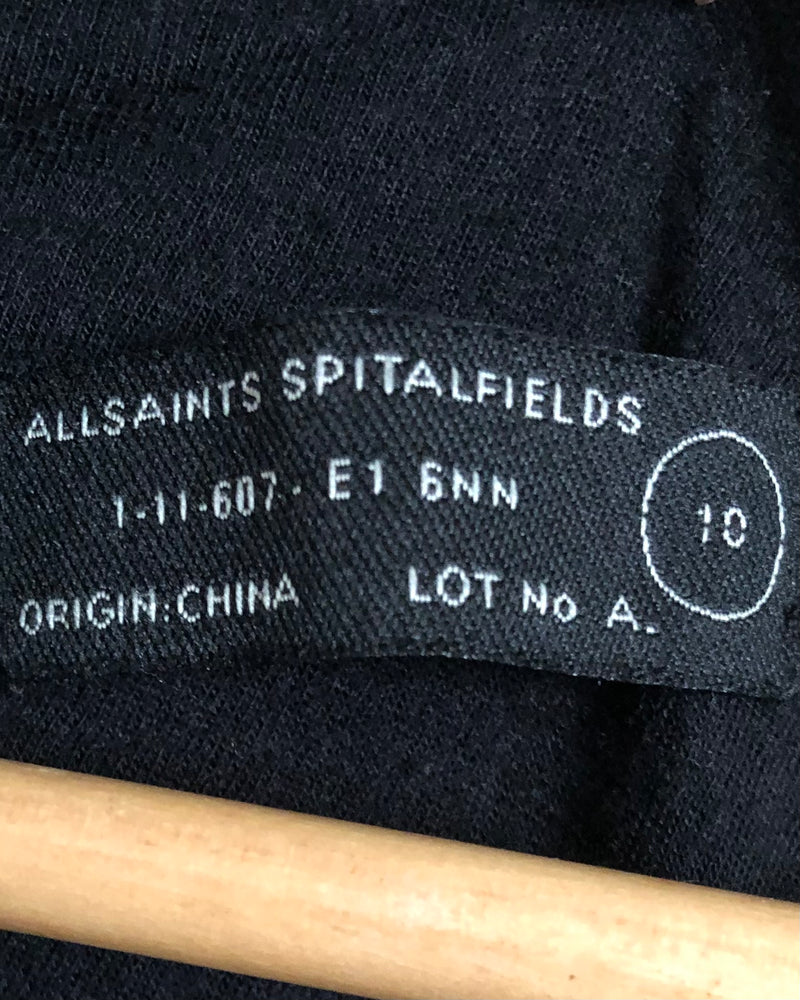 ALLSAINTS SPITALFIELDS
1-11-607- E1 6NN
10
ORIGIN:CHINA LOT No A.